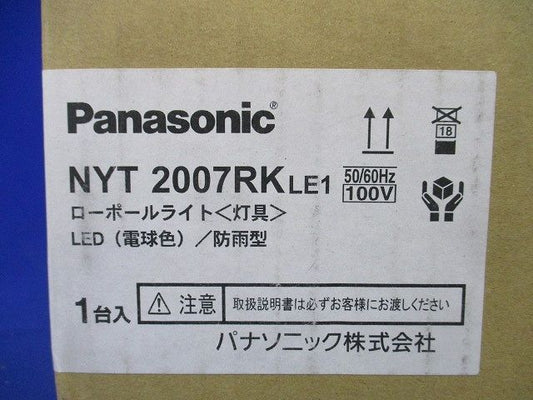 Panasonic®
NYT 2007RK LE1
50/60Hz
100V
18
ローポールライト＜灯具＞
LED（電球色）／防雨型
1台入
注意
取扱説明書は必ずお客様にお渡しください
パナソニック株式会社